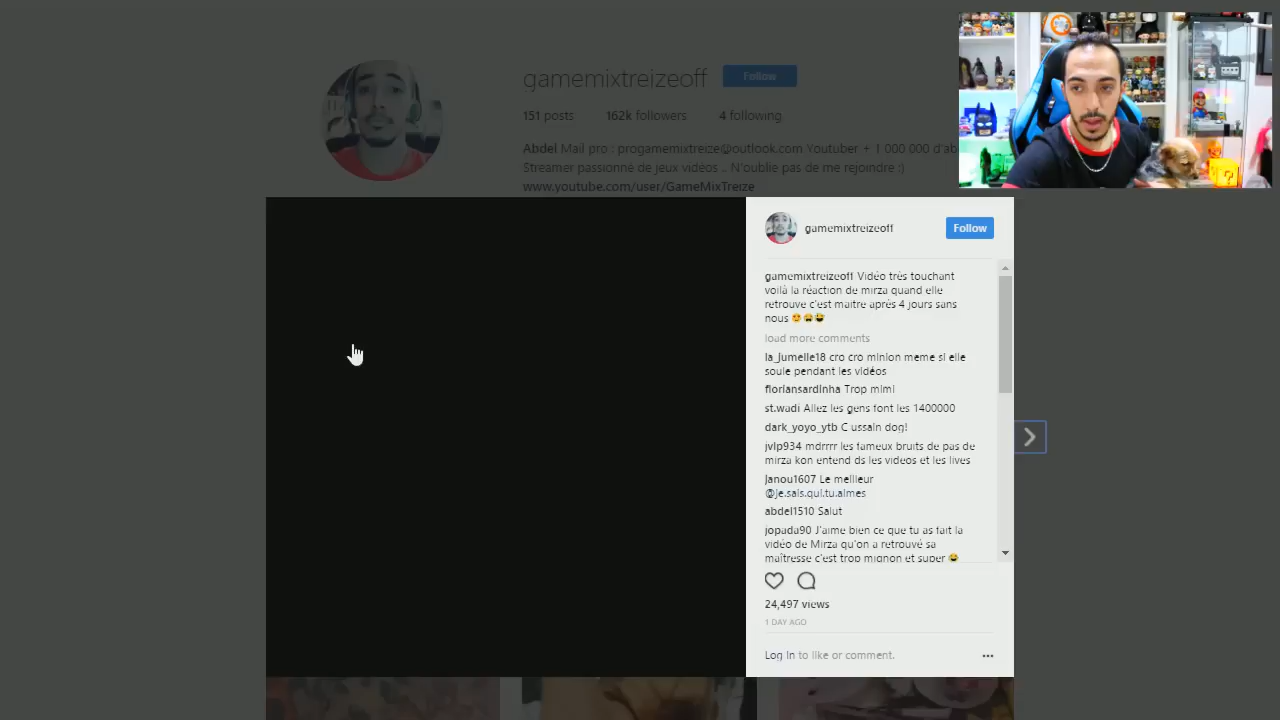 gamemixtreizeoff Follow
151 posts 162k followers 4 following
Abdel Mail pro : progamemixtreize@outlook.com Youtuber + 1 000 000 d'ab
Streamer passionné de jeux vidéos .. N'oublie pas de me rejoindre :)
www.youtube.com/user/GameMixTreize
gamemixtreizeoff Follow
gamemixtreizeoff Vidéo très touchant
voilà la réaction de mirza quand elle
retrouve c'est maitre après 4 jours sans
nous 😍😩😂
load more comments
la_jumelle18 cro cro minion meme si elle
soule pendant les vidéos
floriansardinha Trop mimi
st.wadi Allez les gens font les 1400000
dark_yoyo_ytb C ussain dog!
jvlp934 mdrrrr les fameux bruits de pas de
mirza kon entend ds les videos et les lives
janou1607 Le meilleur
@je.sais.qui.tu.aimes
abdel1510 Salut
jopada90 J'aime bien ce que tu as fait la
vidéo de Mirza qu'on a retrouvé sa
maîtresse c'est trop mignon et super 😂
24,497 views
1 DAY AGO
Log in to like or comment.